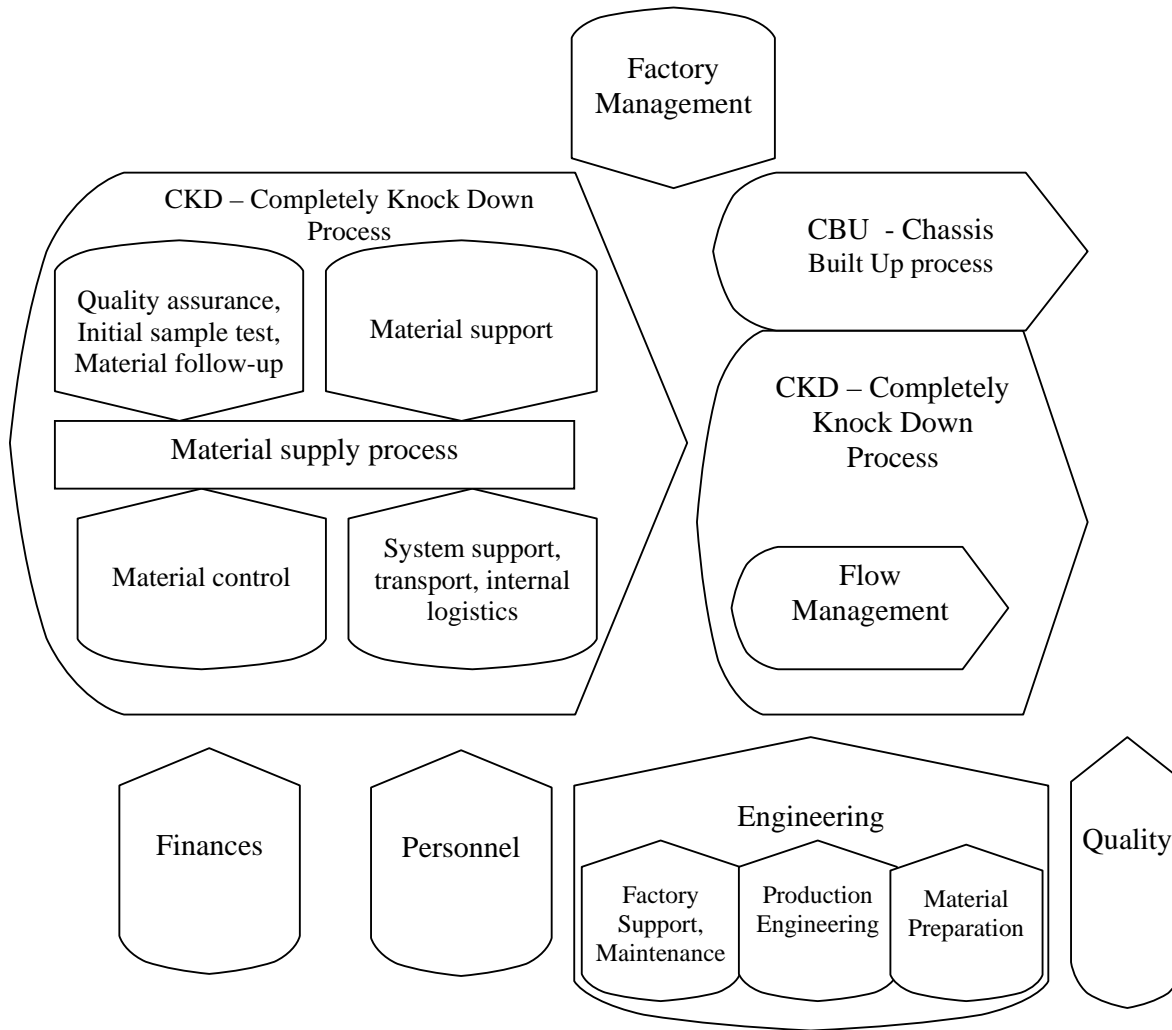 Factory
Management
CKD – Completely Knock Down
Process
CBU  - Chassis
Built Up process
Quality assurance,
Initial sample test,
Material follow-up
Material support
Material supply process
Material control
System support,
transport, internal
logistics
CKD – Completely
Knock Down
Process
Flow
Management
Finances
Personnel
Engineering
Factory
Support,
Maintenance
Production
Engineering
Material
Preparation
Quality